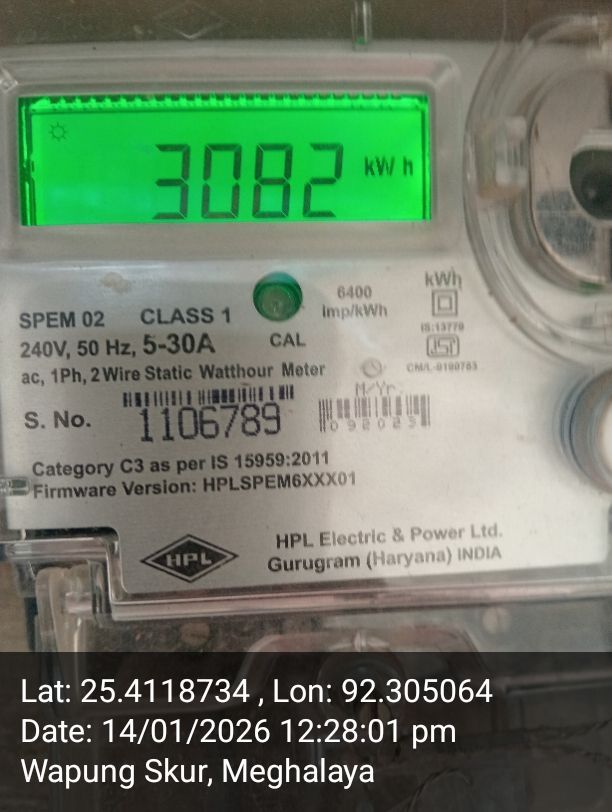 3082 kWh
6400
imp/kWh
kWh
SPEM 02 CLASS 1
CAL
IS:13779
240V, 50 Hz, 5-30A
ac, 1Ph, 2 Wire Static Watthour Meter
M/Yr.
S. No. 1106789
092023
Category C3 as per IS 15959:2011
Firmware Version: HPLSPEM6XXX01
HPL
HPL Electric & Power Ltd.
Gurugram (Haryana) INDIA
Lat: 25.4118734 , Lon: 92.305064
Date: 14/01/2026 12:28:01 pm
Wapung Skur, Meghalaya